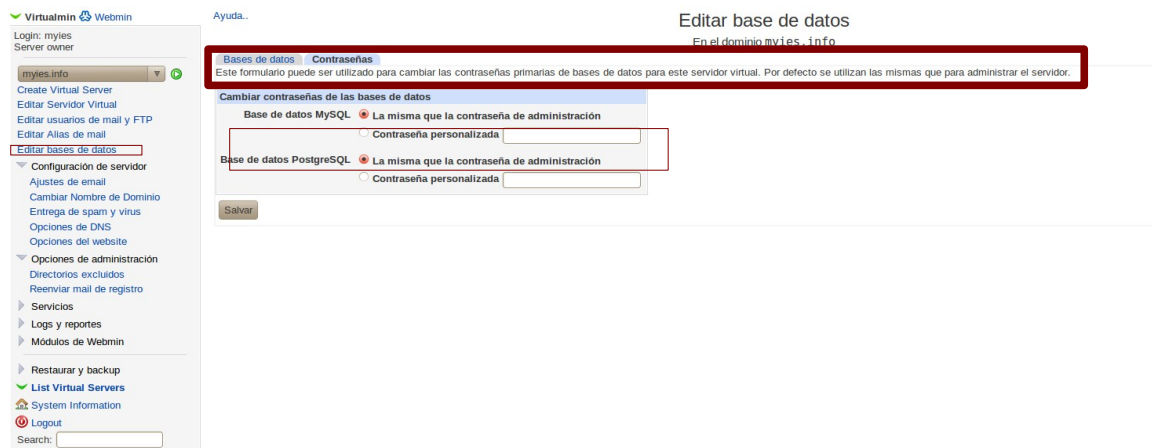 Virtualmin Webmin
Login: myies
Server owner
myies.info
Create Virtual Server
Editar Servidor Virtual
Editar usuarios de mail y FTP
Editar Alias de mail
Editar bases de datos
Configuración de servidor
Ajustes de email
Cambiar Nombre de Dominio
Entrega de spam y virus
Opciones de DNS
Opciones del website
Opciones de administración
Directorios excluidos
Reenviar mail de registro
Servicios
Logs y reportes
Módulos de Webmin
Restaurar y backup
List Virtual Servers
System Information
Logout
Search:
Ayuda..
Editar base de datos
En el dominio myies.info
Bases de datos Contraseñas
Este formulario puede ser utilizado para cambiar las contraseñas primarias de bases de datos para este servidor virtual. Por defecto se utilizan las mismas que para administrar el servidor.
Cambiar contraseñas de las bases de datos
Base de datos MySQL La misma que la contraseña de administración
Contraseña personalizada
Base de datos PostgreSQL La misma que la contraseña de administración
Contraseña personalizada
Salvar